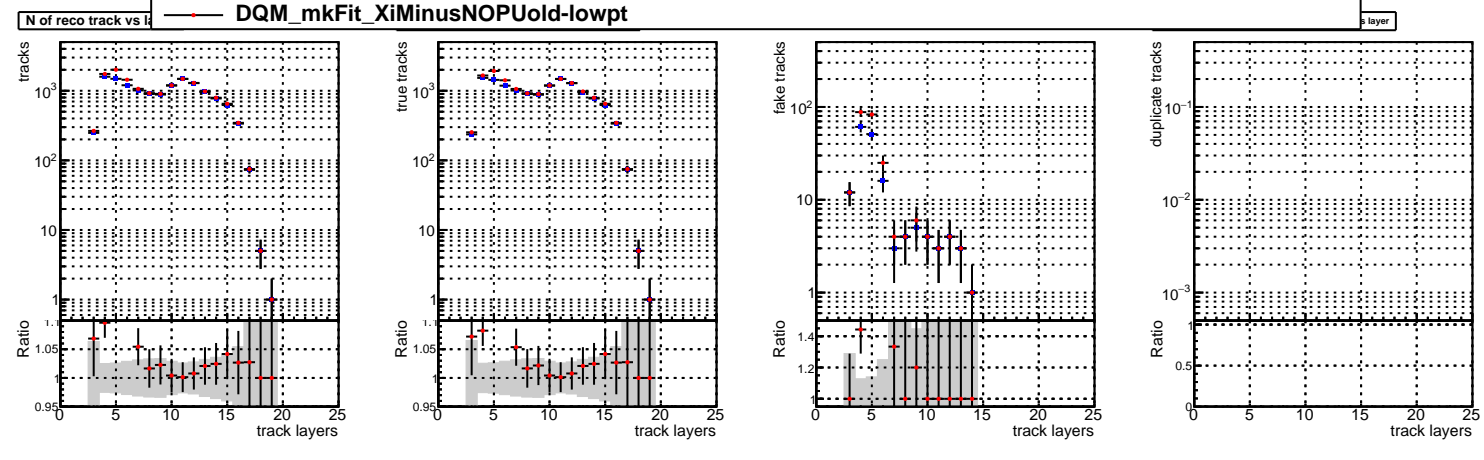 DQM_mkFit_XiMinusNOPUold-lowpt
N of reco track vs la
s layer
tracks
10³
10²
10
1
Ratio
1.1
1.05
1
0.95
0 5 10 15 20 25
track layers
true tracks
10³
10²
10
1
Ratio
1.1
1.05
1
0.95
0 5 10 15 20 25
track layers
fake tracks
10²
10
1
Ratio
1.4
1.2
1
0 5 10 15 20 25
track layers
duplicate tracks
10⁻¹
10⁻²
10⁻³
Ratio
1
0.5
0
0 5 10 15 20 25
track layers